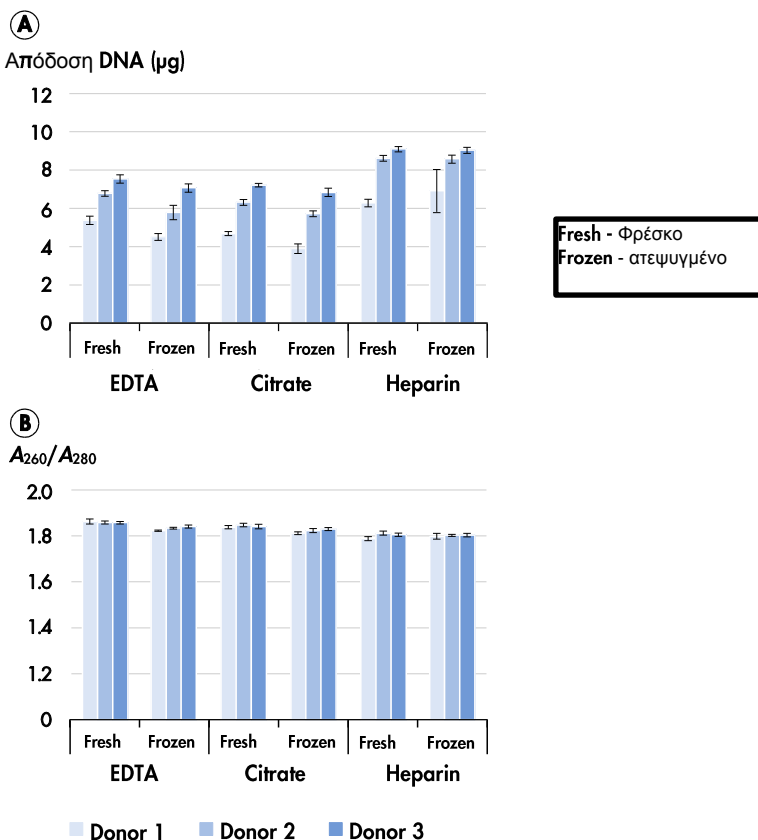 A
Απόδοση DNA (µg)
12
10
8
6
4
2
0
Fresh Frozen Fresh Frozen Fresh Frozen
EDTA Citrate Heparin
Fresh - Φρέσκο
Frozen - ατεψυγμένο
B
A260/A280
2.0
1.8
1.6
1.4
1.2
0
Fresh Frozen Fresh Frozen Fresh Frozen
EDTA Citrate Heparin
Donor 1 Donor 2 Donor 3